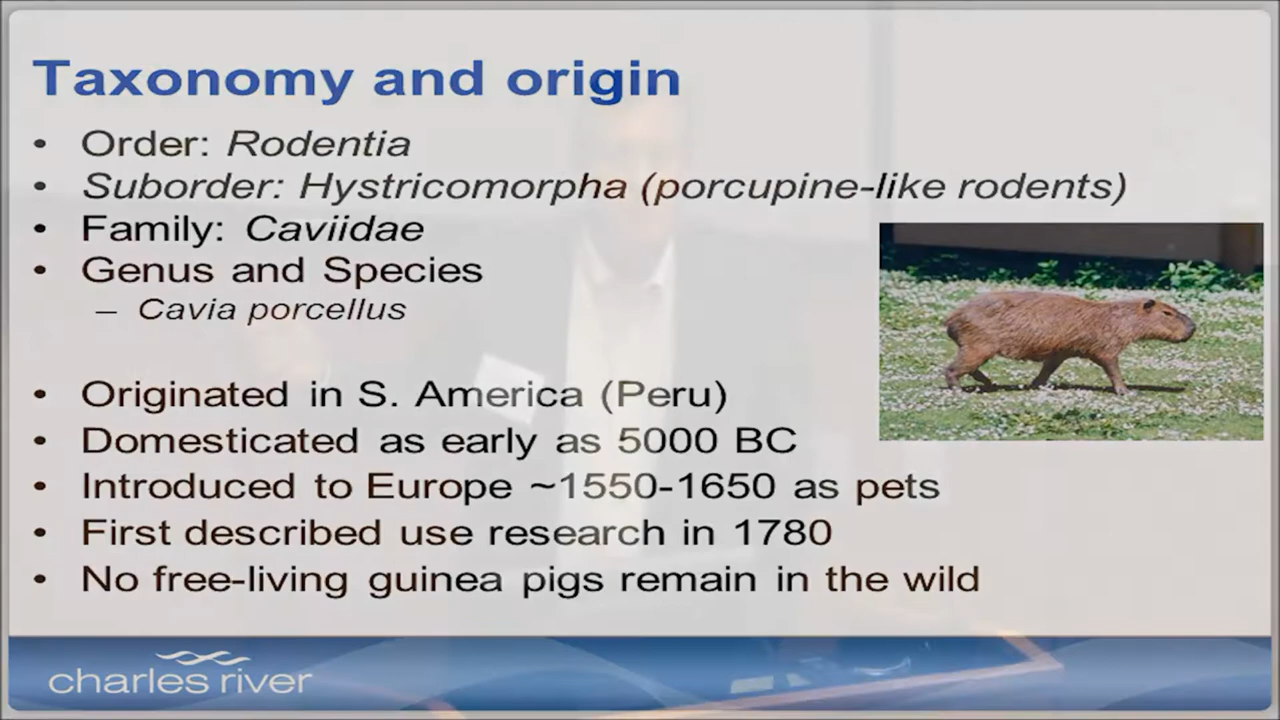 Taxonomy and origin
• Order: Rodentia
• Suborder: Hystricomorpha (porcupine-like rodents)
• Family: Caviidae
• Genus and Species
– Cavia porcellus
• Originated in S. America (Peru)
• Domesticated as early as 5000 BC
• Introduced to Europe ~1550-1650 as pets
• First described use research in 1780
• No free-living guinea pigs remain in the wild
charles river